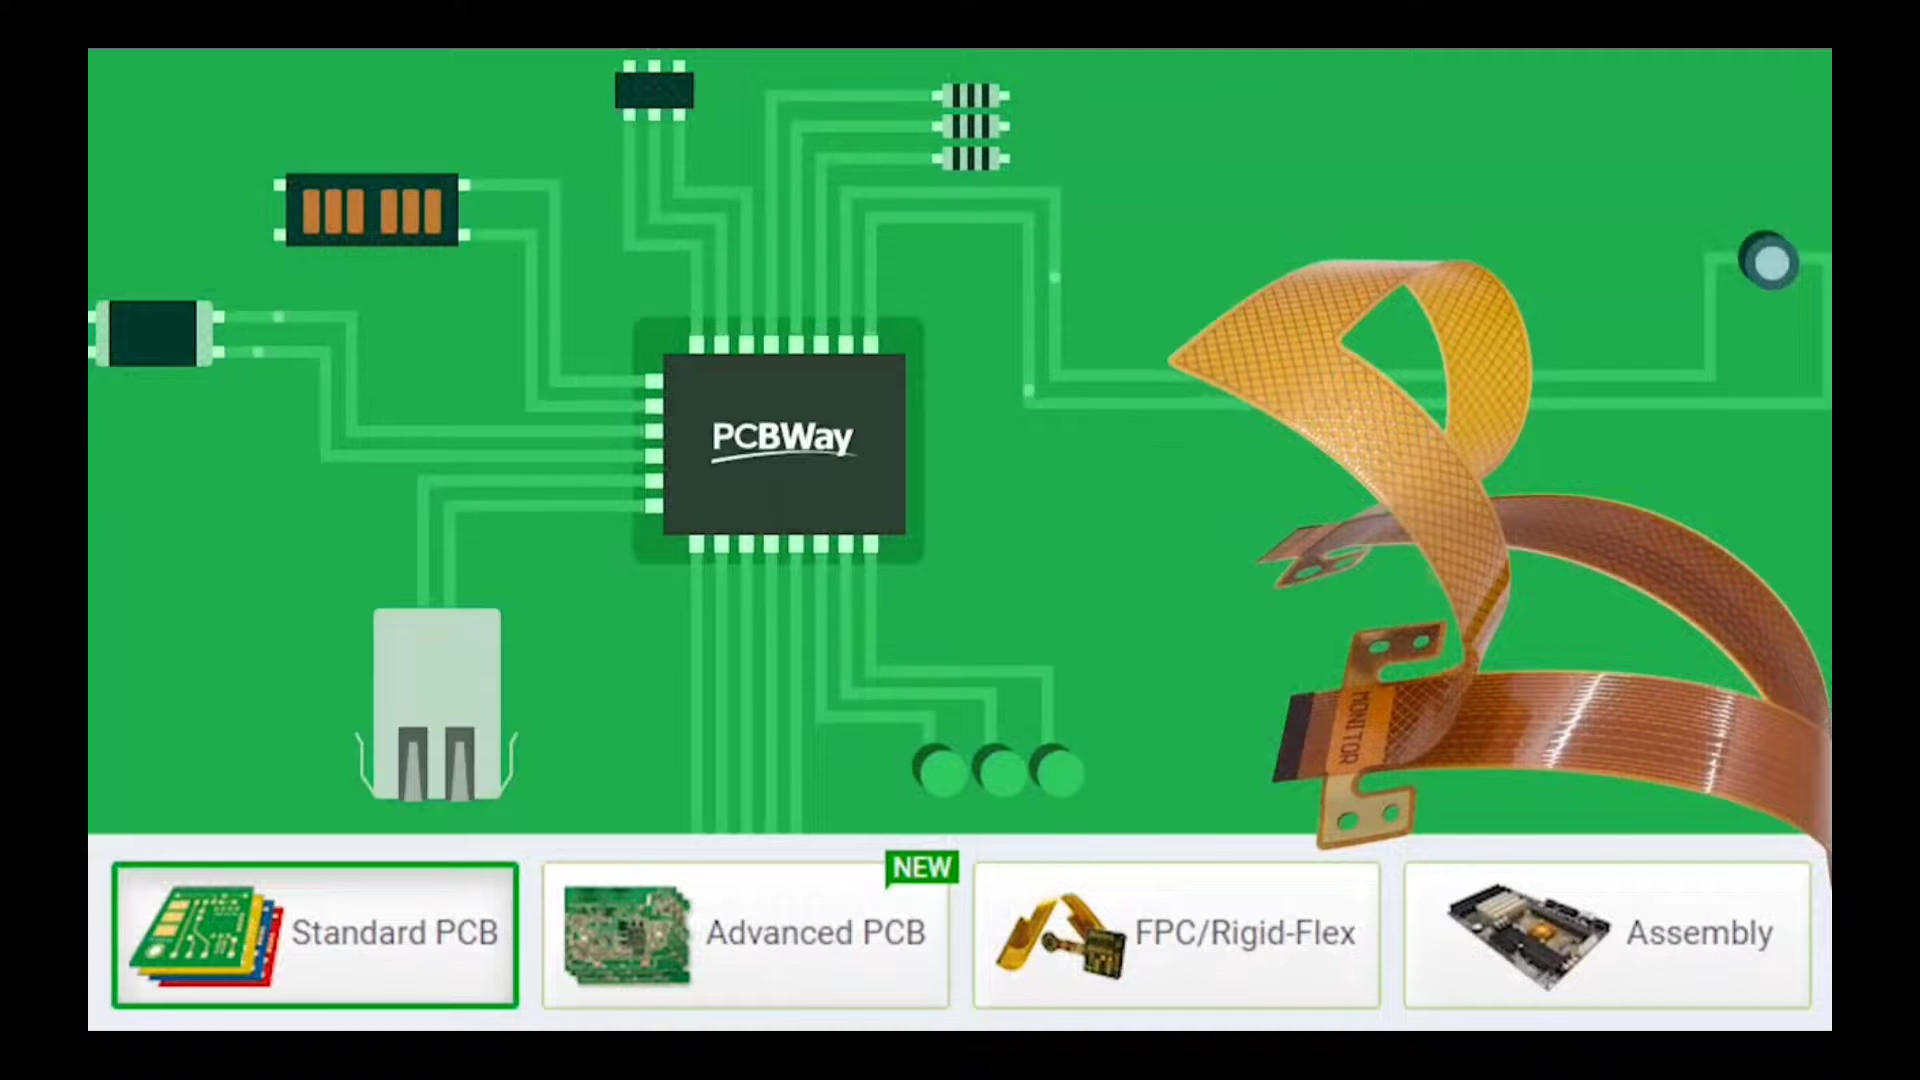 PCBWay
MONITOR
NEW
Standard PCB
Advanced PCB
FPC/Rigid-Flex
Assembly